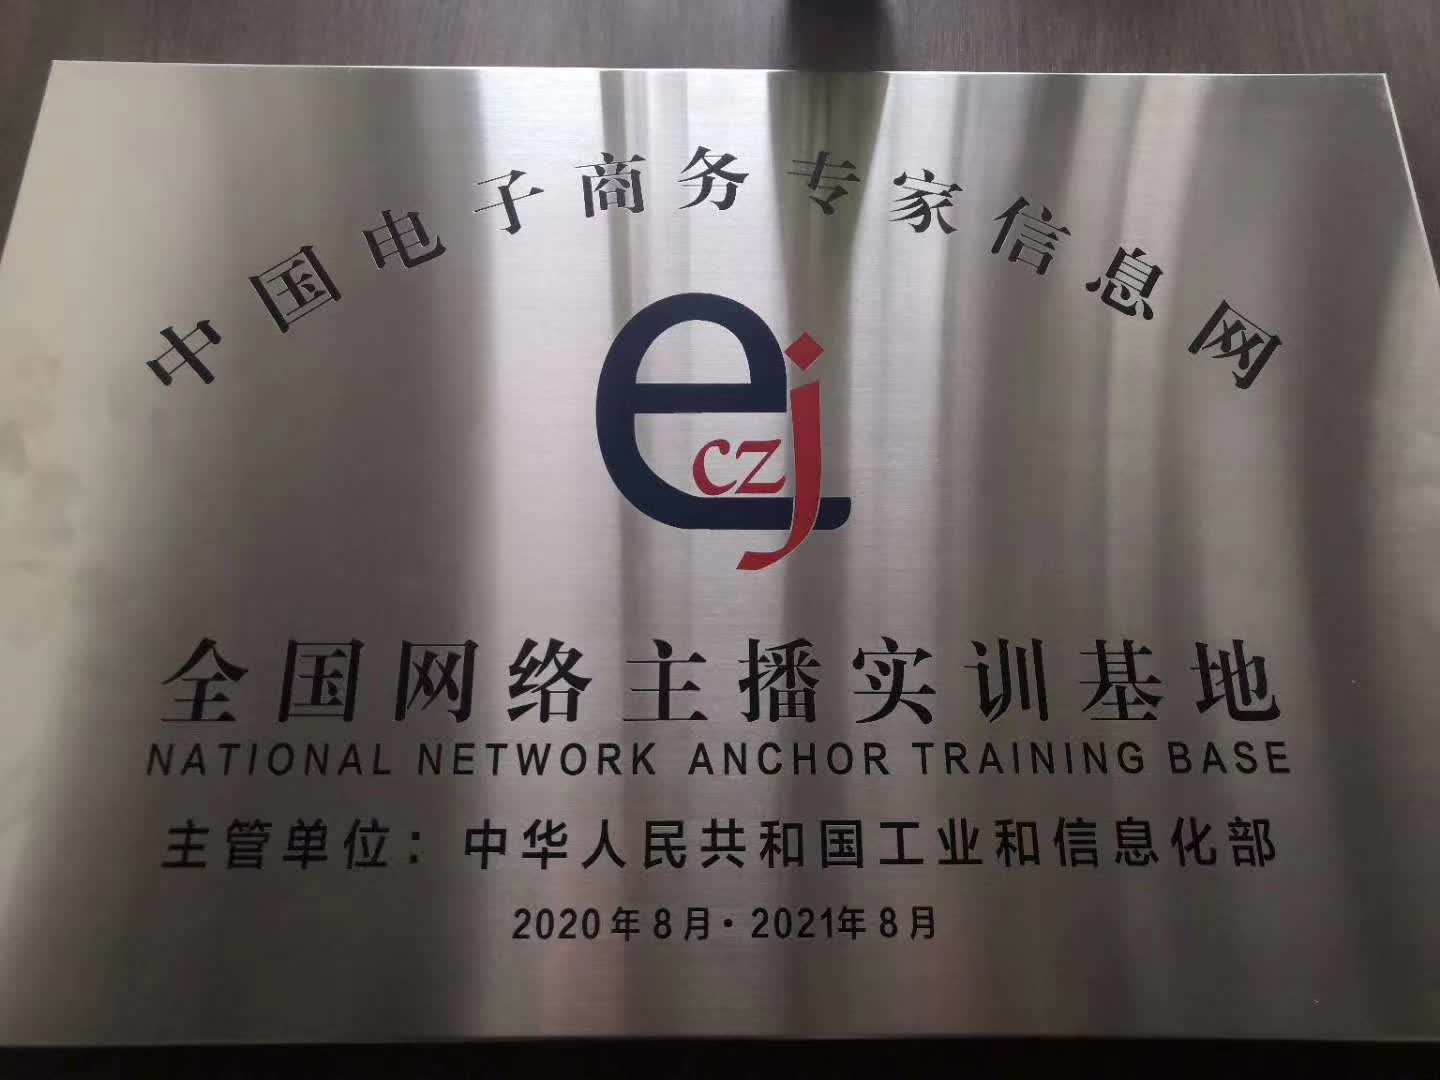 中国电子商务专家信息网
eczj
全国网络主播实训基地
NATIONAL NETWORK ANCHOR TRAINING BASE
主管单位：中华人民共和国工业和信息化部
2020年8月·2021年8月